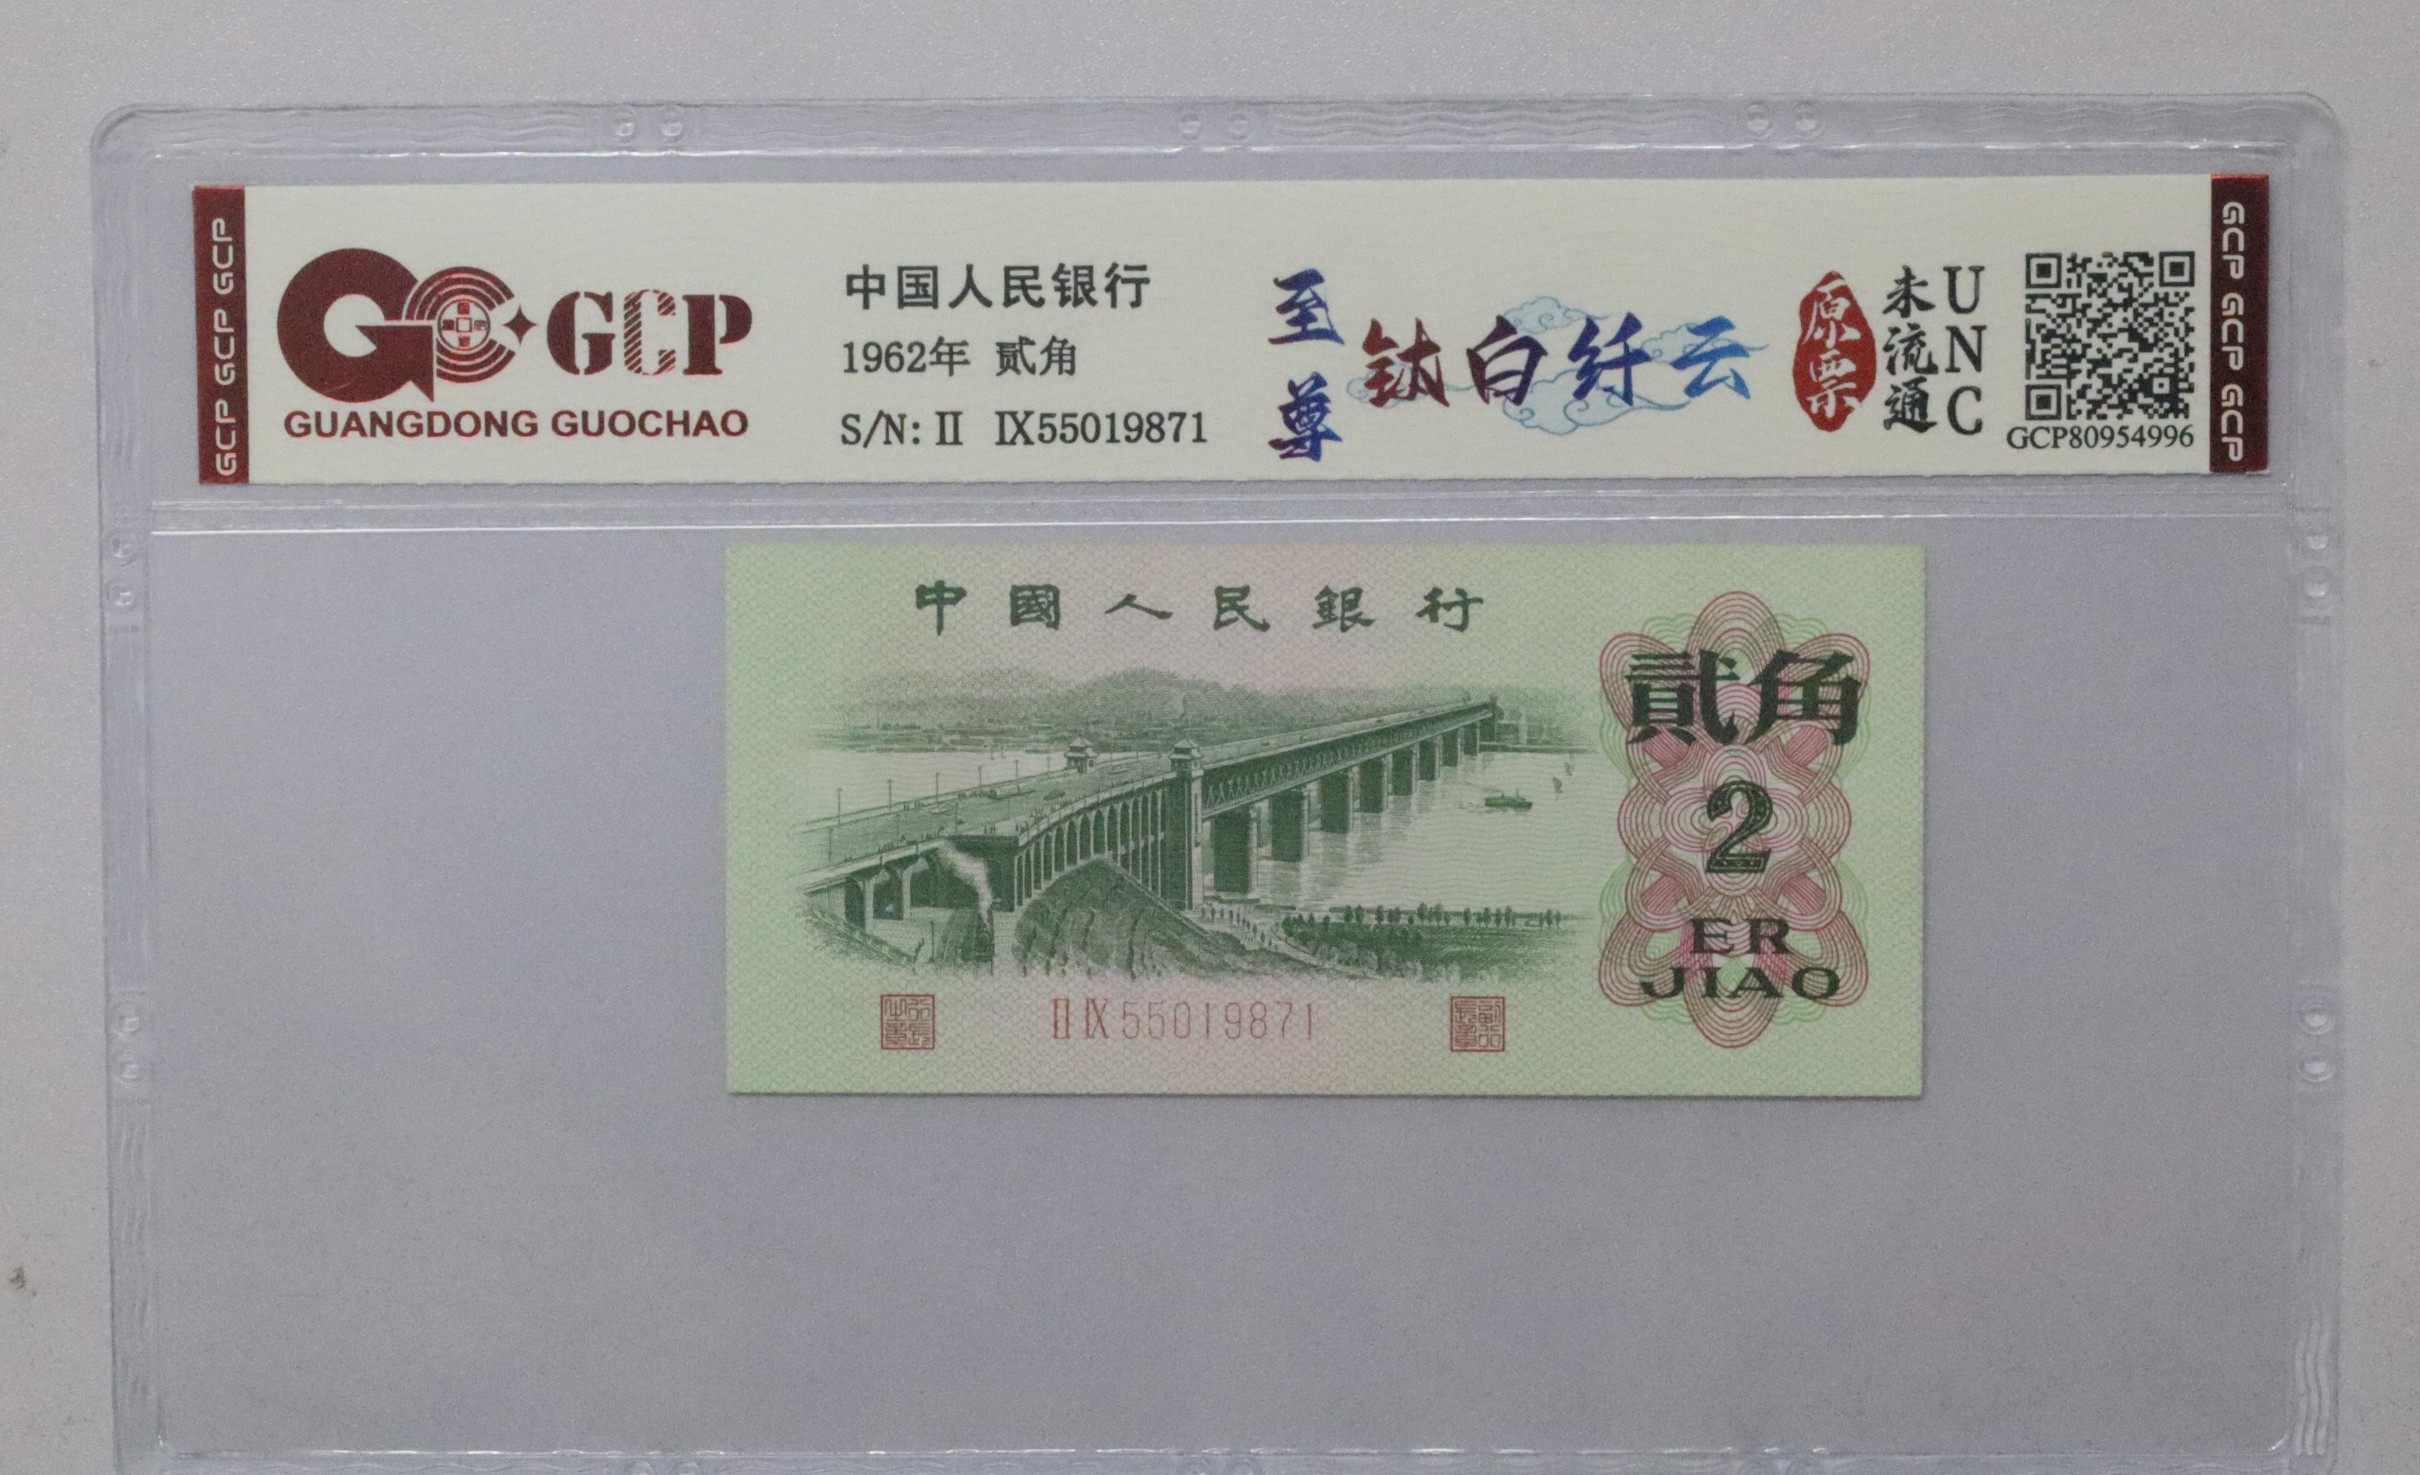 GCP GCP GCP
GCP
GUANGDONG GUOCHAO
中国人民银行
1962年 贰角
S/N: Ⅱ Ⅸ55019871
至尊
钛白纤云
原票
未流通
UNC
GCP80954996
GCP GCP GCP
中國人民銀行
貳角
2
ER
JIAO
Ⅱ Ⅸ 55019871